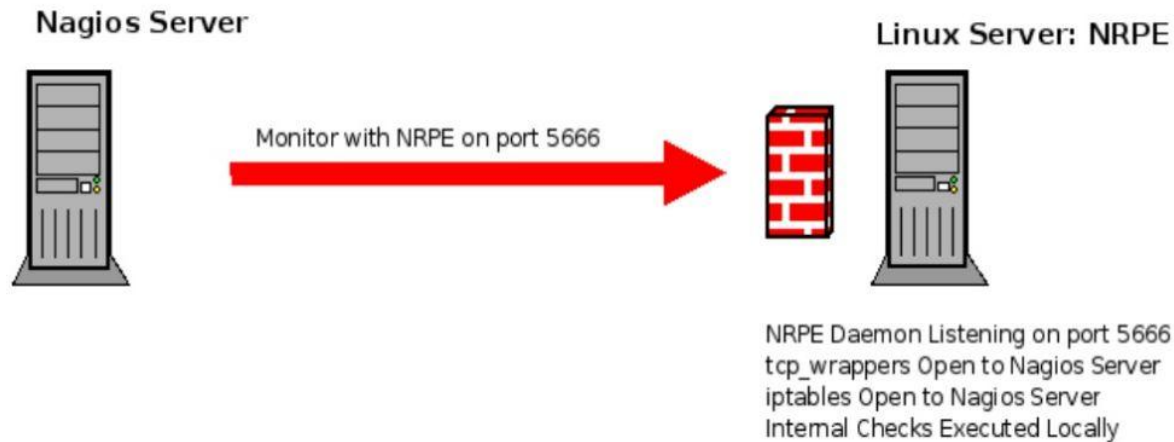 Nagios Server
Linux Server: NRPE
Monitor with NRPE on port 5666
NRPE Daemon Listening on port 5666
tcp_wrappers Open to Nagios Server
iptables Open to Nagios Server
Internal Checks Executed Locally